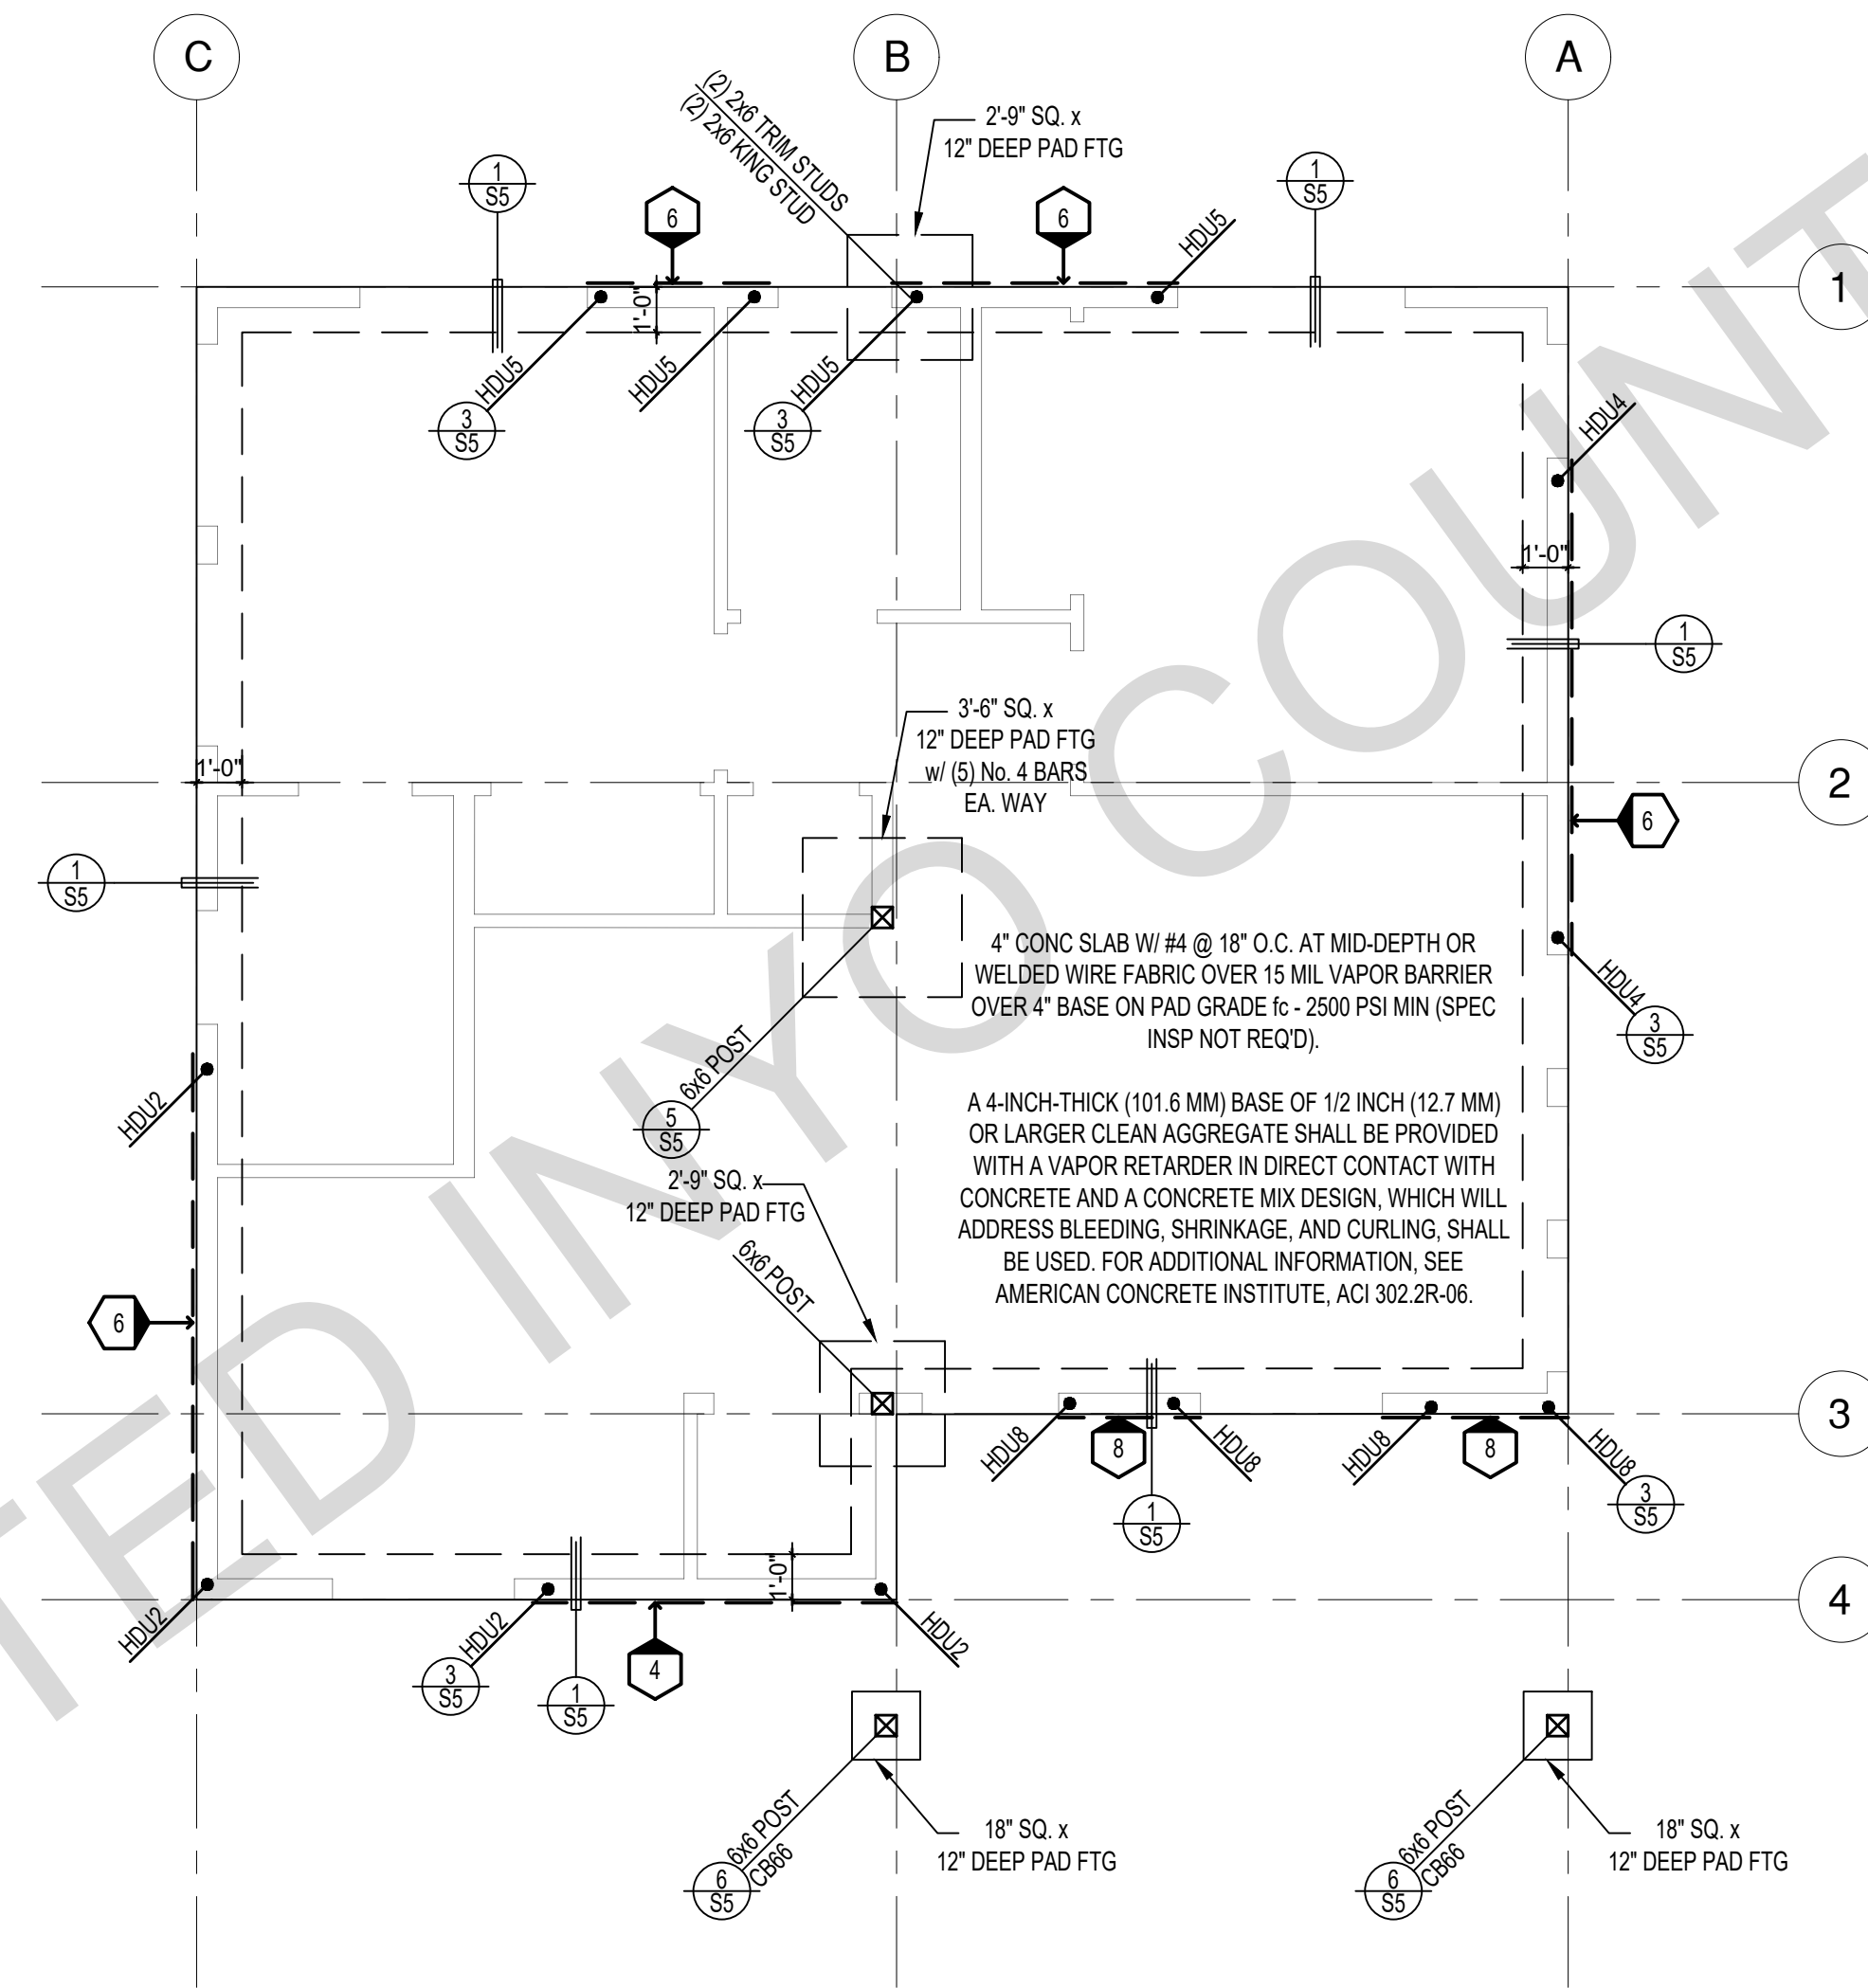 C
B
A
(2) 2x6 TRIM STUDS
(2) 2x6 KING STUD
2'-9" SQ. x
12" DEEP PAD FTG
1
S5
6
6
HDU5
1
S5
1
1'-0"
HDU5
HDU5
HDU5
3
S5
3
S5
HDU4
1'-0"
1
S5
3'-6" SQ. x
12" DEEP PAD FTG
w/ (5) No. 4 BARS
EA. WAY
1'-0"
2
6
1
S5
4" CONC SLAB W/ #4 @ 18" O.C. AT MID-DEPTH OR
WELDED WIRE FABRIC OVER 15 MIL VAPOR BARRIER
OVER 4" BASE ON PAD GRADE fc - 2500 PSI MIN (SPEC
INSP NOT REQ'D).
HDU4
3
S5
6x6 POST
5
S5
HDU2
A 4-INCH-THICK (101.6 MM) BASE OF 1/2 INCH (12.7 MM)
OR LARGER CLEAN AGGREGATE SHALL BE PROVIDED
WITH A VAPOR RETARDER IN DIRECT CONTACT WITH
CONCRETE AND A CONCRETE MIX DESIGN, WHICH WILL
ADDRESS BLEEDING, SHRINKAGE, AND CURLING, SHALL
BE USED. FOR ADDITIONAL INFORMATION, SEE
AMERICAN CONCRETE INSTITUTE, ACI 302.2R-06.
2'-9" SQ. x
12" DEEP PAD FTG
6x6 POST
6
3
HDU8
8
HDU8
HDU8
8
HDU8
3
S5
1
S5
1'-0"
4
HDU2
HDU2
3
S5
1
S5
4
HDU2
6x6 POST
CB66
6
S5
18" SQ. x
12" DEEP PAD FTG
6x6 POST
CB66
6
S5
18" SQ. x
12" DEEP PAD FTG
TED INYO COUNT